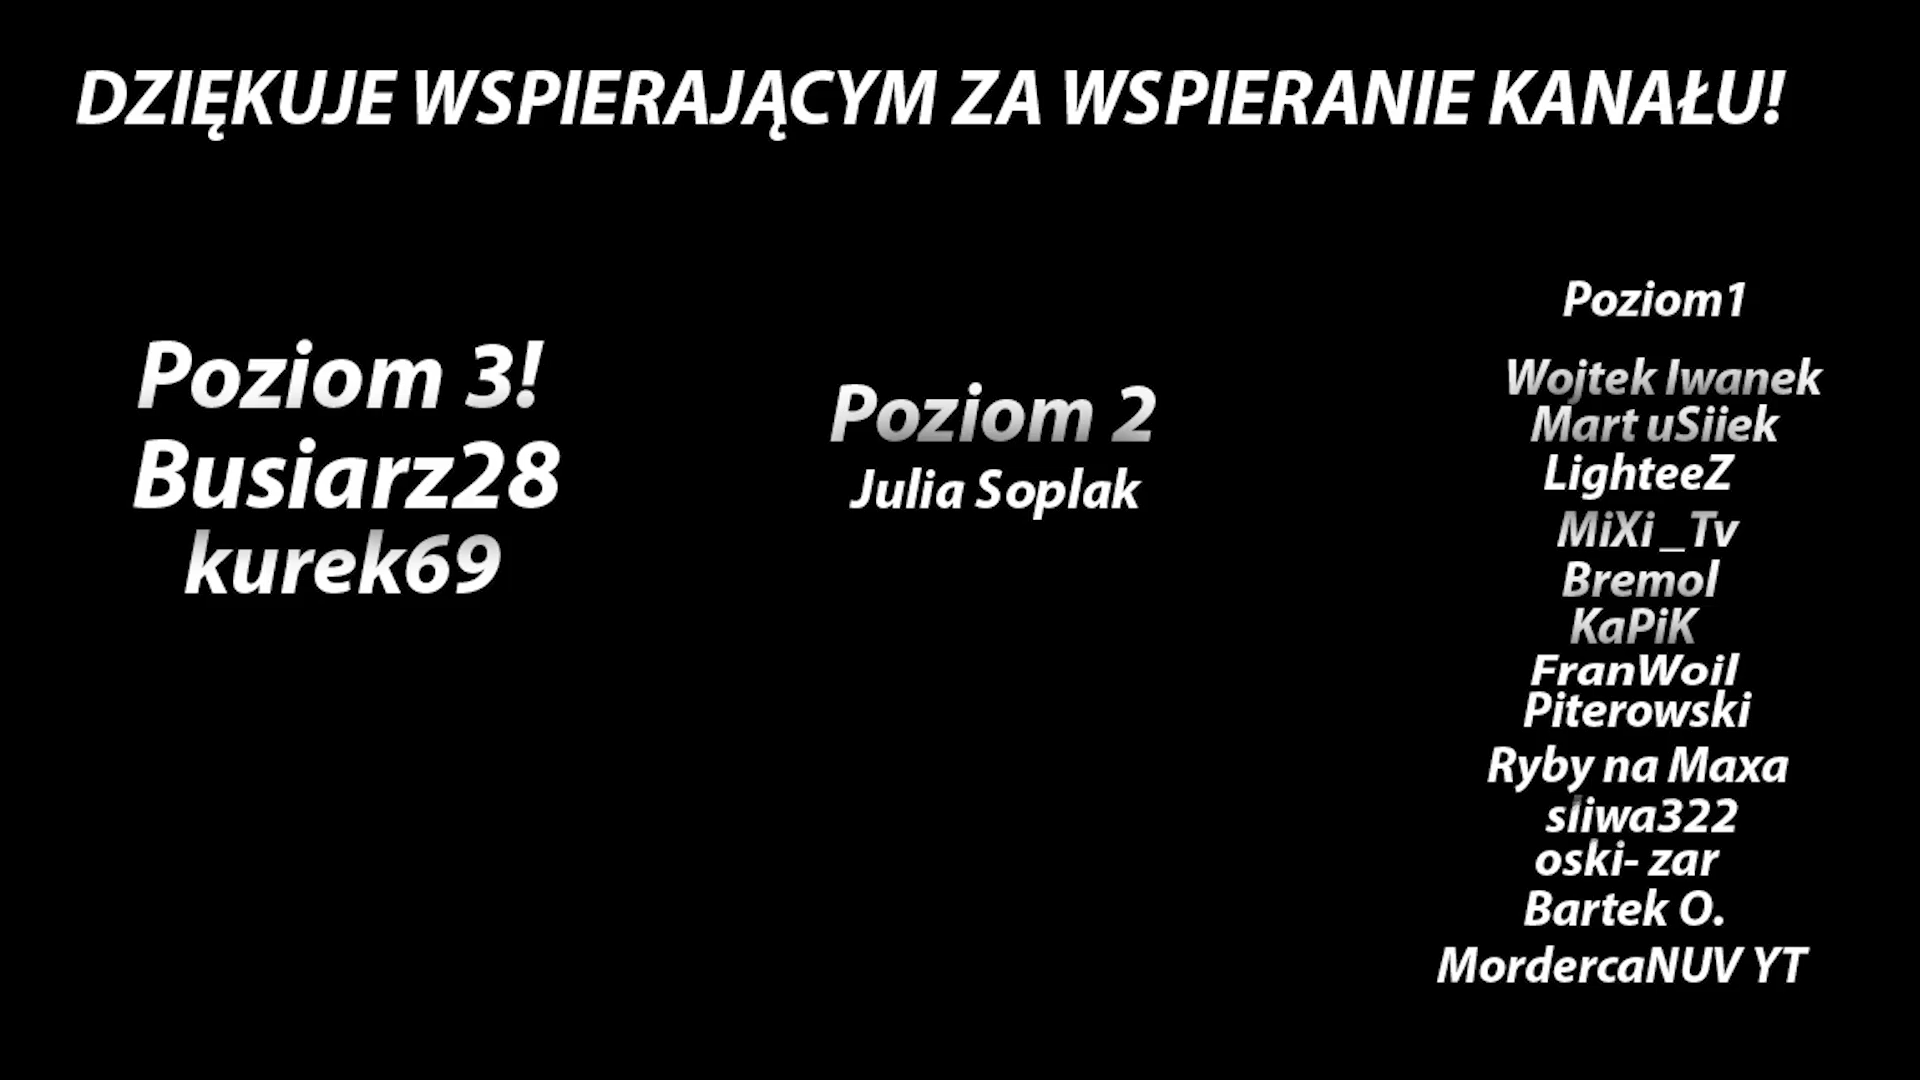 DZIĘKUJE WSPIERAJĄCYM ZA WSPIERANIE KANAŁU!
Poziom 3!
Busiarz28
kurek69
Poziom 2
Julia Soplak
Poziom1
Wojtek Iwanek
Mart uSiiek
LighteeZ
MiXi _Tv
Bremol
KaPiK
FranWoil
Piterowski
Ryby na Maxa
sliwa322
oski- zar
Bartek O.
MordercaNUV YT